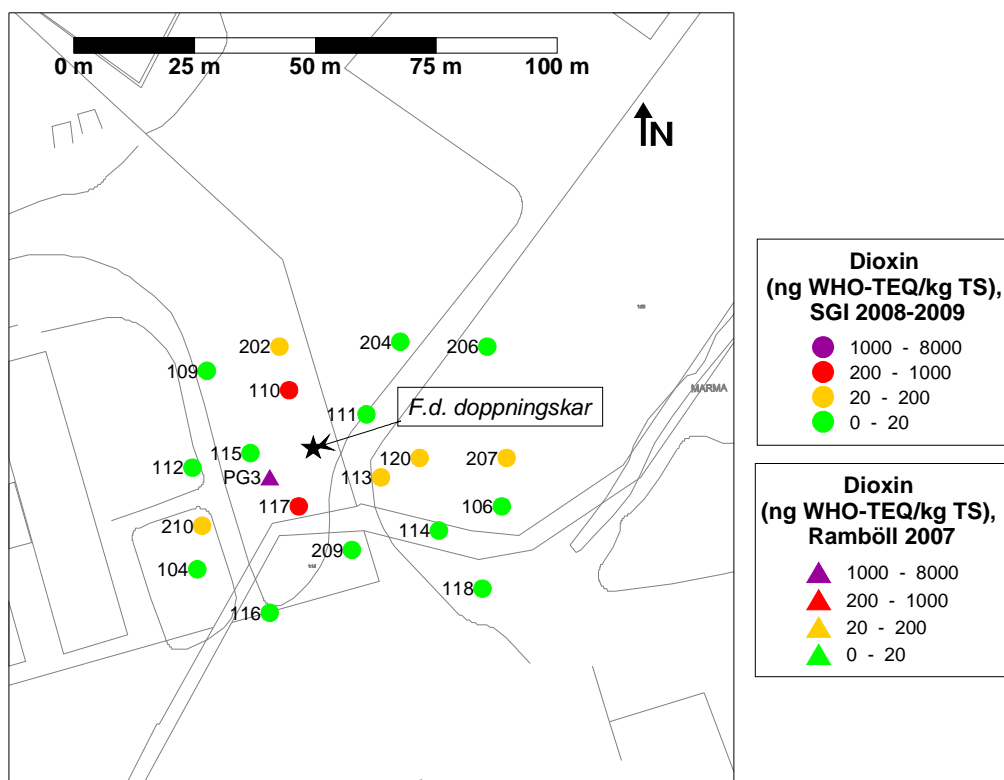 0 m 25 m 50 m 75 m 100 m
N
202
204
206
109
110
F.d. doppningskar
111
MARMA
115
120
207
112
PG3
113
117
106
210
114
209
104
118
116
Dioxin
(ng WHO-TEQ/kg TS),
SGI 2008-2009
1000 - 8000
200 - 1000
20 - 200
0 - 20
Dioxin
(ng WHO-TEQ/kg TS),
Ramböll 2007
1000 - 8000
200 - 1000
20 - 200
0 - 20